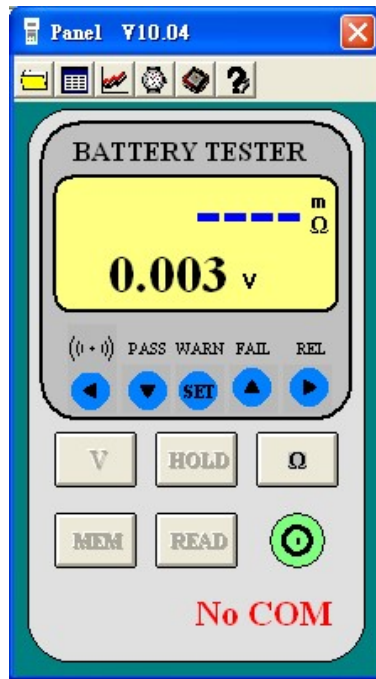 Panel V10.04
BATTERY TESTER
---- m
Ω
0.003 v
((ı • ı)) PASS WARN FAIL REL
SET
V HOLD Ω
MEM READ
No COM